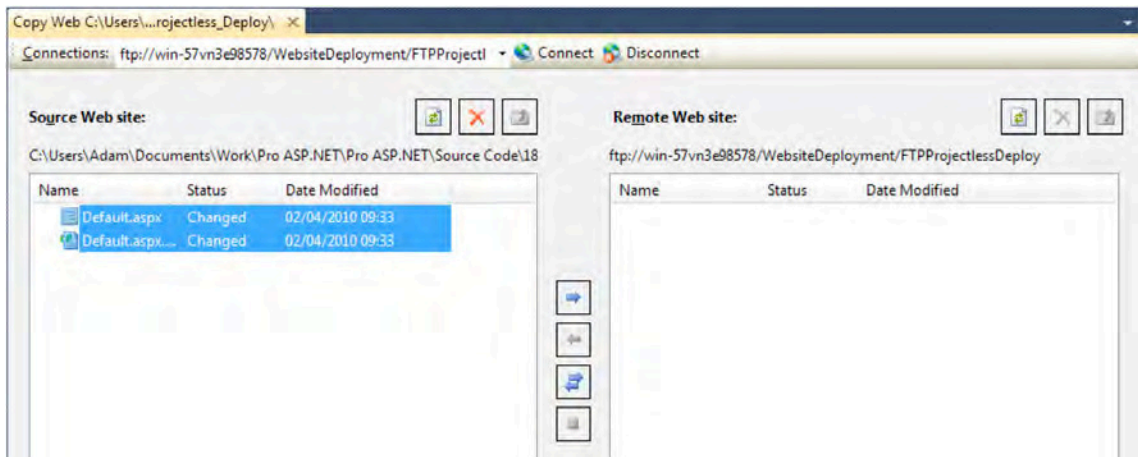 Copy Web C:\Users\...rojectless_Deploy\
Connections: ftp://win-57vn3e98578/WebsiteDeployment/FTPProjectl Connect Disconnect
Source Web site:
Remote Web site:
C:\Users\Adam\Documents\Work\Pro ASP.NET\Pro ASP.NET\Source Code\18
ftp://win-57vn3e98578/WebsiteDeployment/FTPProjectlessDeploy
Name Status Date Modified
Name Status Date Modified
Default.aspx Changed 02/04/2010 09:33
Default.aspx.... Changed 02/04/2010 09:33